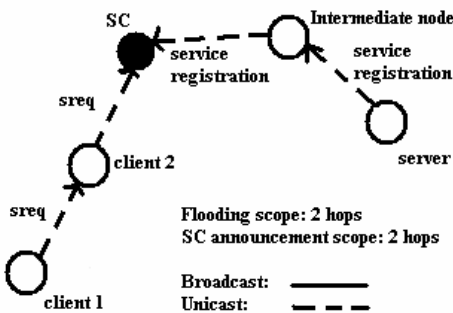 SC
Intermediate node
service
registration
service
registration
sreq
server
client 2
sreq
Flooding scope: 2 hops
SC announcement scope: 2 hops
Broadcast:
client 1
Unicast: